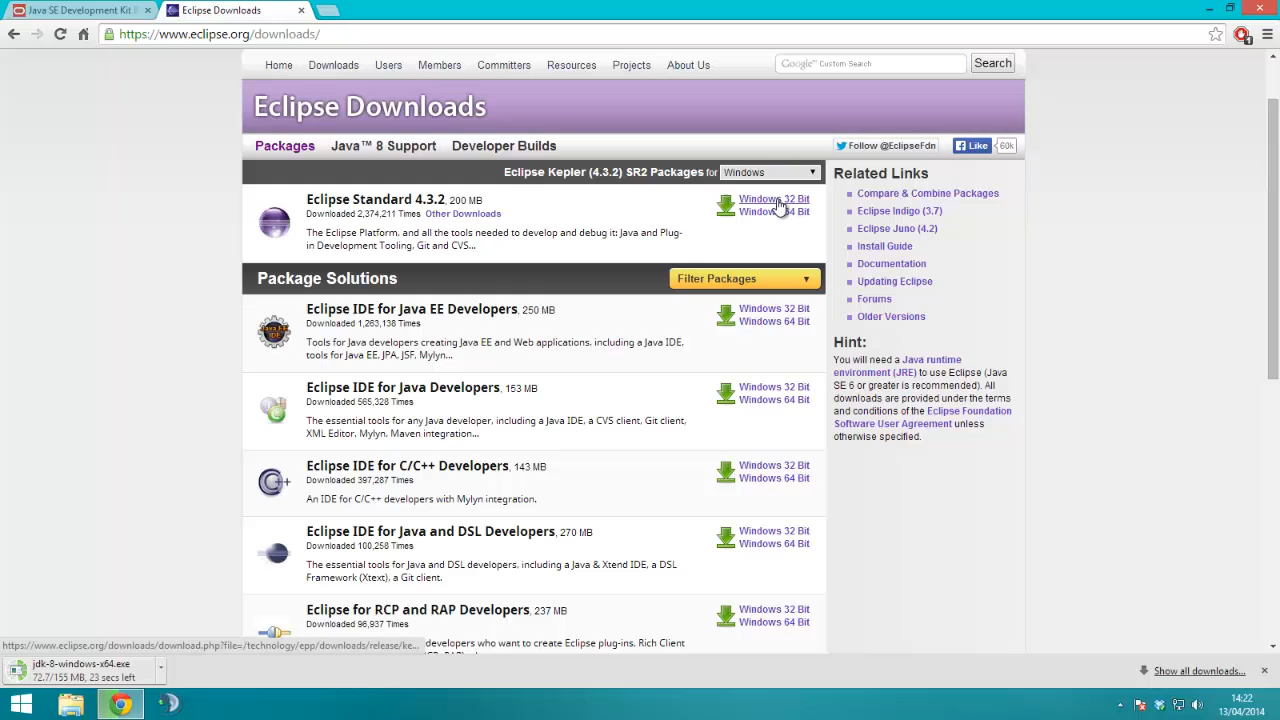 Java SE Development Kit
Eclipse Downloads
https://www.eclipse.org/downloads/
Home Downloads Users Members Committers Resources Projects About Us
Google™ Custom Search
Search
Eclipse Downloads
Packages Java™ 8 Support Developer Builds
Follow @EclipseFdn
Like
60k
Eclipse Kepler (4.3.2) SR2 Packages for Windows
Eclipse Standard 4.3.2, 200 MB
Downloaded 2,374,211 Times Other Downloads
The Eclipse Platform, and all the tools needed to develop and debug it: Java and Plug-
in Development Tooling, Git and CVS...
Windows 32 Bit
Windows 64 Bit
Package Solutions
Filter Packages
Eclipse IDE for Java EE Developers, 250 MB
Downloaded 1,263,138 Times
Tools for Java developers creating Java EE and Web applications, including a Java IDE,
tools for Java EE, JPA, JSF, Mylyn...
Windows 32 Bit
Windows 64 Bit
Java EE
IDE
Eclipse IDE for Java Developers, 153 MB
Downloaded 565,328 Times
The essential tools for any Java developer, including a Java IDE, a CVS client, Git client,
XML Editor, Mylyn, Maven integration...
Windows 32 Bit
Windows 64 Bit
Eclipse IDE for C/C++ Developers, 143 MB
Downloaded 397,287 Times
An IDE for C/C++ developers with Mylyn integration.
Windows 32 Bit
Windows 64 Bit
Eclipse IDE for Java and DSL Developers, 270 MB
Downloaded 100,258 Times
The essential tools for Java and DSL developers, including a Java & Xtend IDE, a DSL
Framework (Xtext), a Git client.
Windows 32 Bit
Windows 64 Bit
Eclipse for RCP and RAP Developers, 237 MB
Downloaded 96,937 Times
developers who want to create Eclipse plug-ins, Rich Client
Windows 32 Bit
Windows 64 Bit
Related Links
Compare & Combine Packages
Eclipse Indigo (3.7)
Eclipse Juno (4.2)
Install Guide
Documentation
Updating Eclipse
Forums
Older Versions
Hint:
You will need a Java runtime
environment (JRE) to use Eclipse (Java
SE 6 or greater is recommended). All
downloads are provided under the terms
and conditions of the Eclipse Foundation
Software User Agreement unless
otherwise specified.
https://www.eclipse.org/downloads/download.php?file=/technology/epp/downloads/release/ke...
jdk-8-windows-x64.exe
72.7/155 MB, 23 secs left
Show all downloads...
14:22
13/04/2014